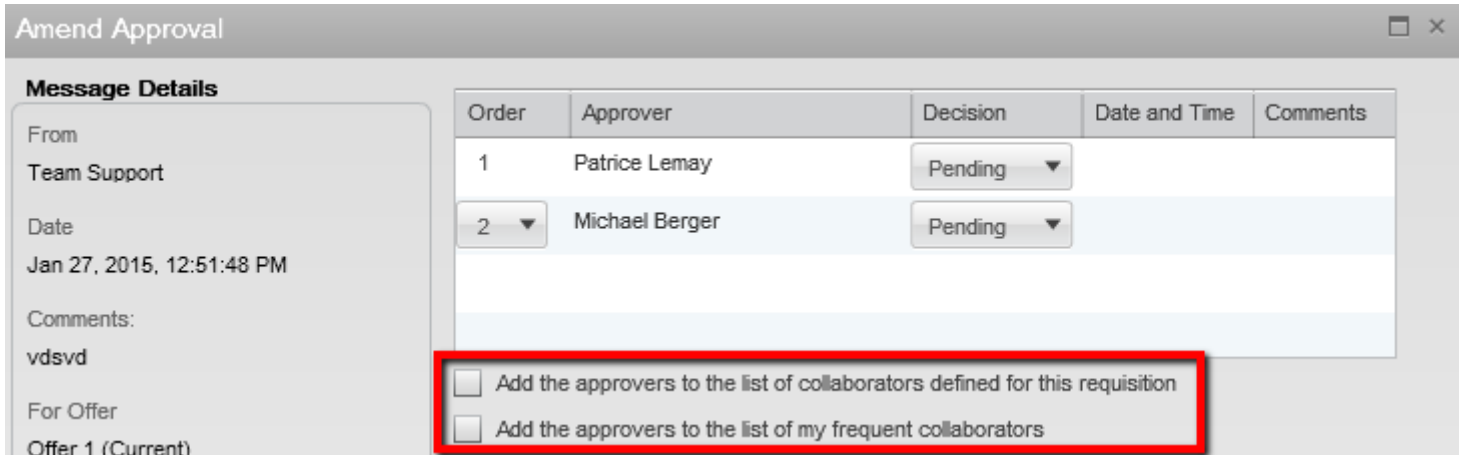 Amend Approval
Message Details
From
Team Support
Date
Jan 27, 2015, 12:51:48 PM
Comments:
vdsvd
For Offer
Offer 1 (Current)
Order Approver Decision Date and Time Comments
1 Patrice Lemay Pending
2 Michael Berger Pending
Add the approvers to the list of collaborators defined for this requisition
Add the approvers to the list of my frequent collaborators